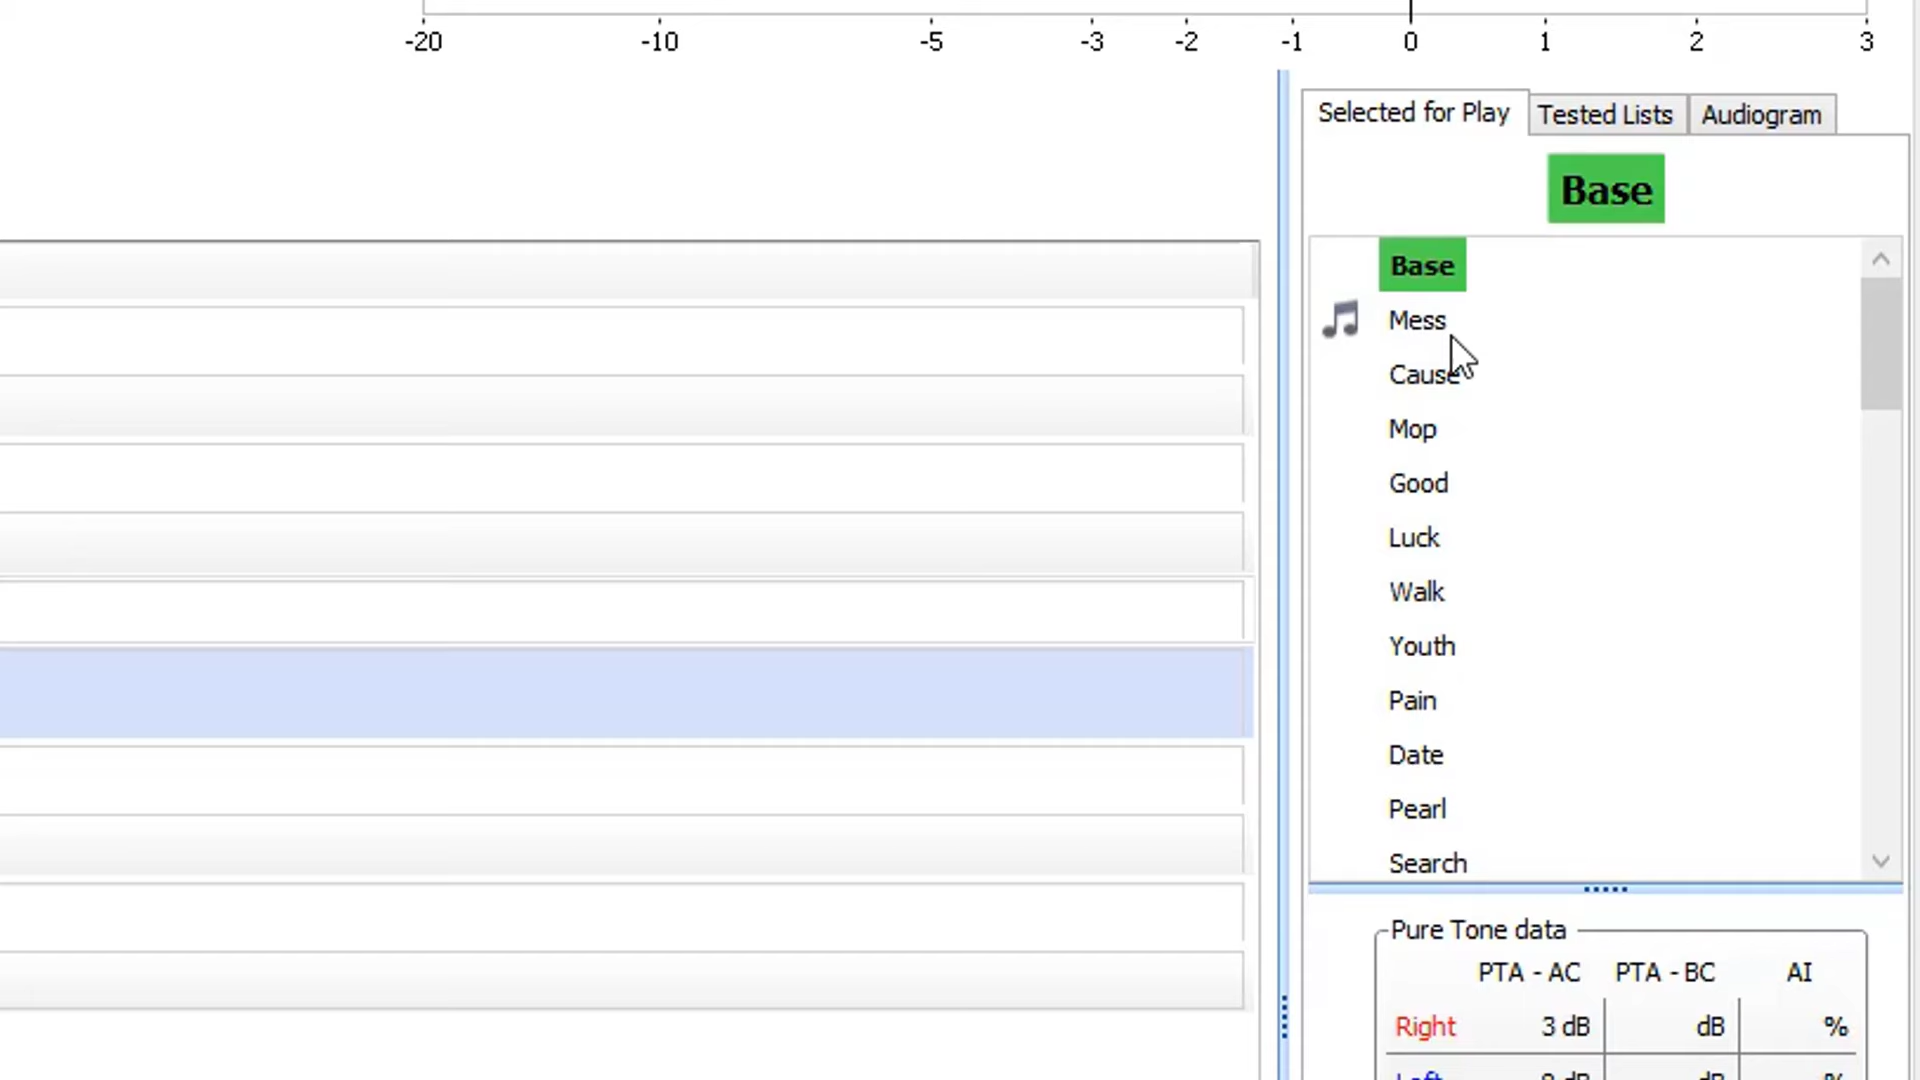 -20 -10 -5 -3 -2 -1 0 1 2 3
Selected for Play Tested Lists Audiogram
Base
Base
Mess
Cause
Mop
Good
Luck
Walk
Youth
Pain
Date
Pearl
Search
Pure Tone data
PTA - AC PTA - BC AI
Right 3 dB dB %